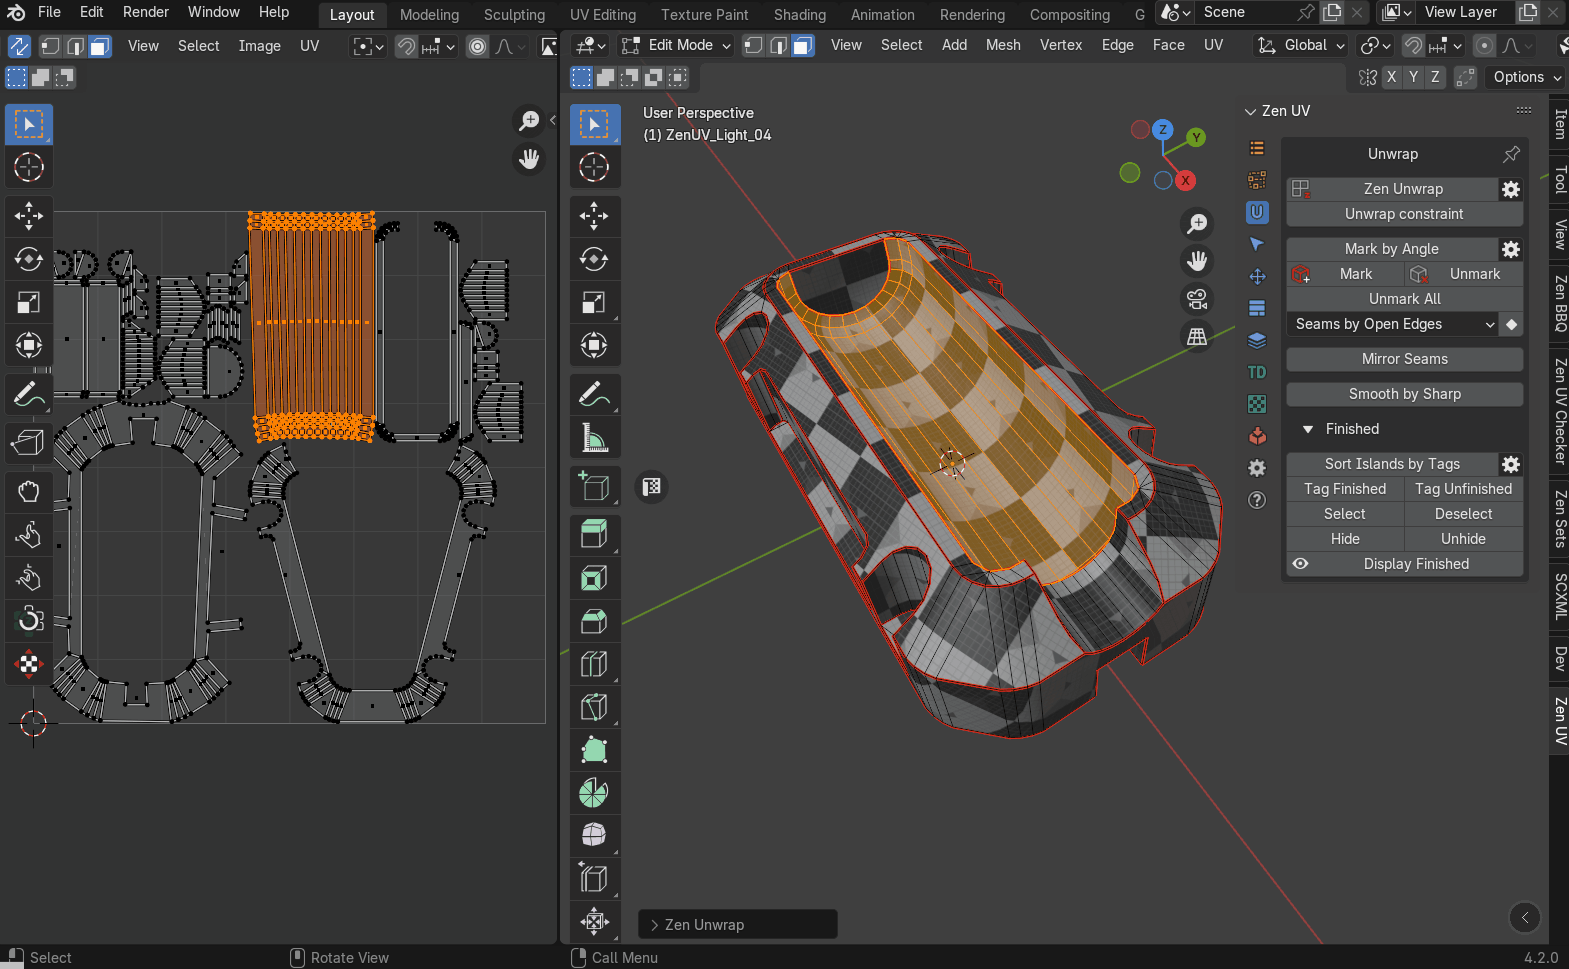 File Edit Render Window Help Layout Modeling Sculpting UV Editing Texture Paint Shading Animation Rendering Compositing G Scene View Layer
View Select Image UV Edit Mode View Select Add Mesh Vertex Edge Face UV Global
X Y Z Options
User Perspective
(1) ZenUV_Light_04
Z
Y
X
Zen UV
Unwrap
Zen Unwrap
Unwrap constraint
Mark by Angle
Mark Unmark
Unmark All
Seams by Open Edges
Mirror Seams
TD
Smooth by Sharp
Finished
Sort Islands by Tags
Tag Finished Tag Unfinished
Select Deselect
Hide Unhide
Display Finished
Item
Tool
View
Zen BBQ
Zen UV Checker
Zen Sets
SCXML
Dev
Zen UV
Zen Unwrap
Select Rotate View Call Menu 4.2.0